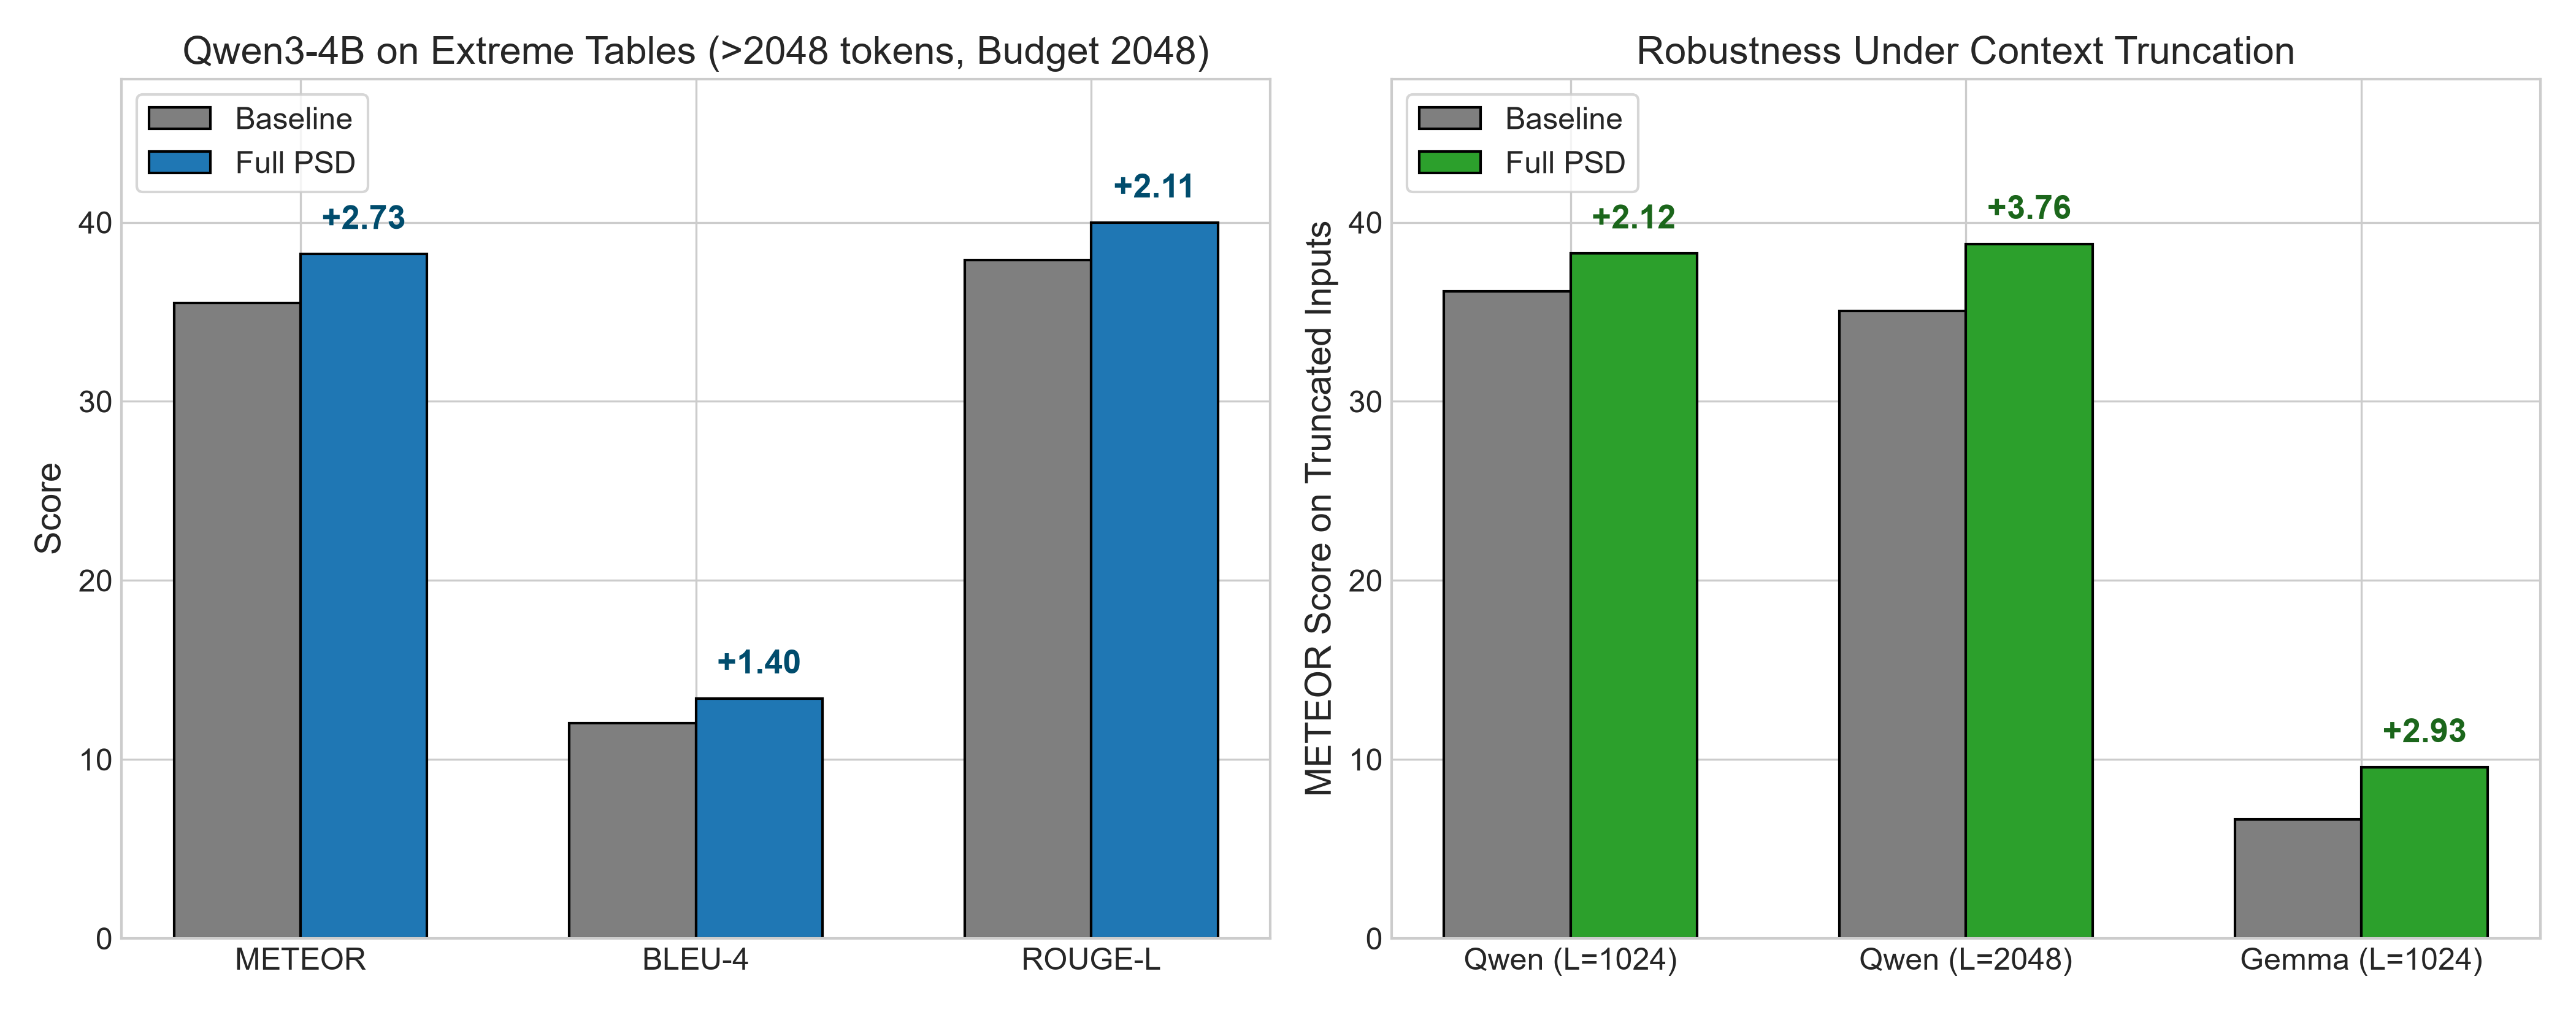 Qwen3-4B on Extreme Tables (>2048 tokens, Budget 2048)
Baseline
Full PSD
Score
40
30
20
10
0
+2.73
+1.40
+2.11
METEOR
BLEU-4
ROUGE-L
Robustness Under Context Truncation
Baseline
Full PSD
METEOR Score on Truncated Inputs
40
30
20
10
0
+2.12
+3.76
+2.93
Qwen (L=1024)
Qwen (L=2048)
Gemma (L=1024)